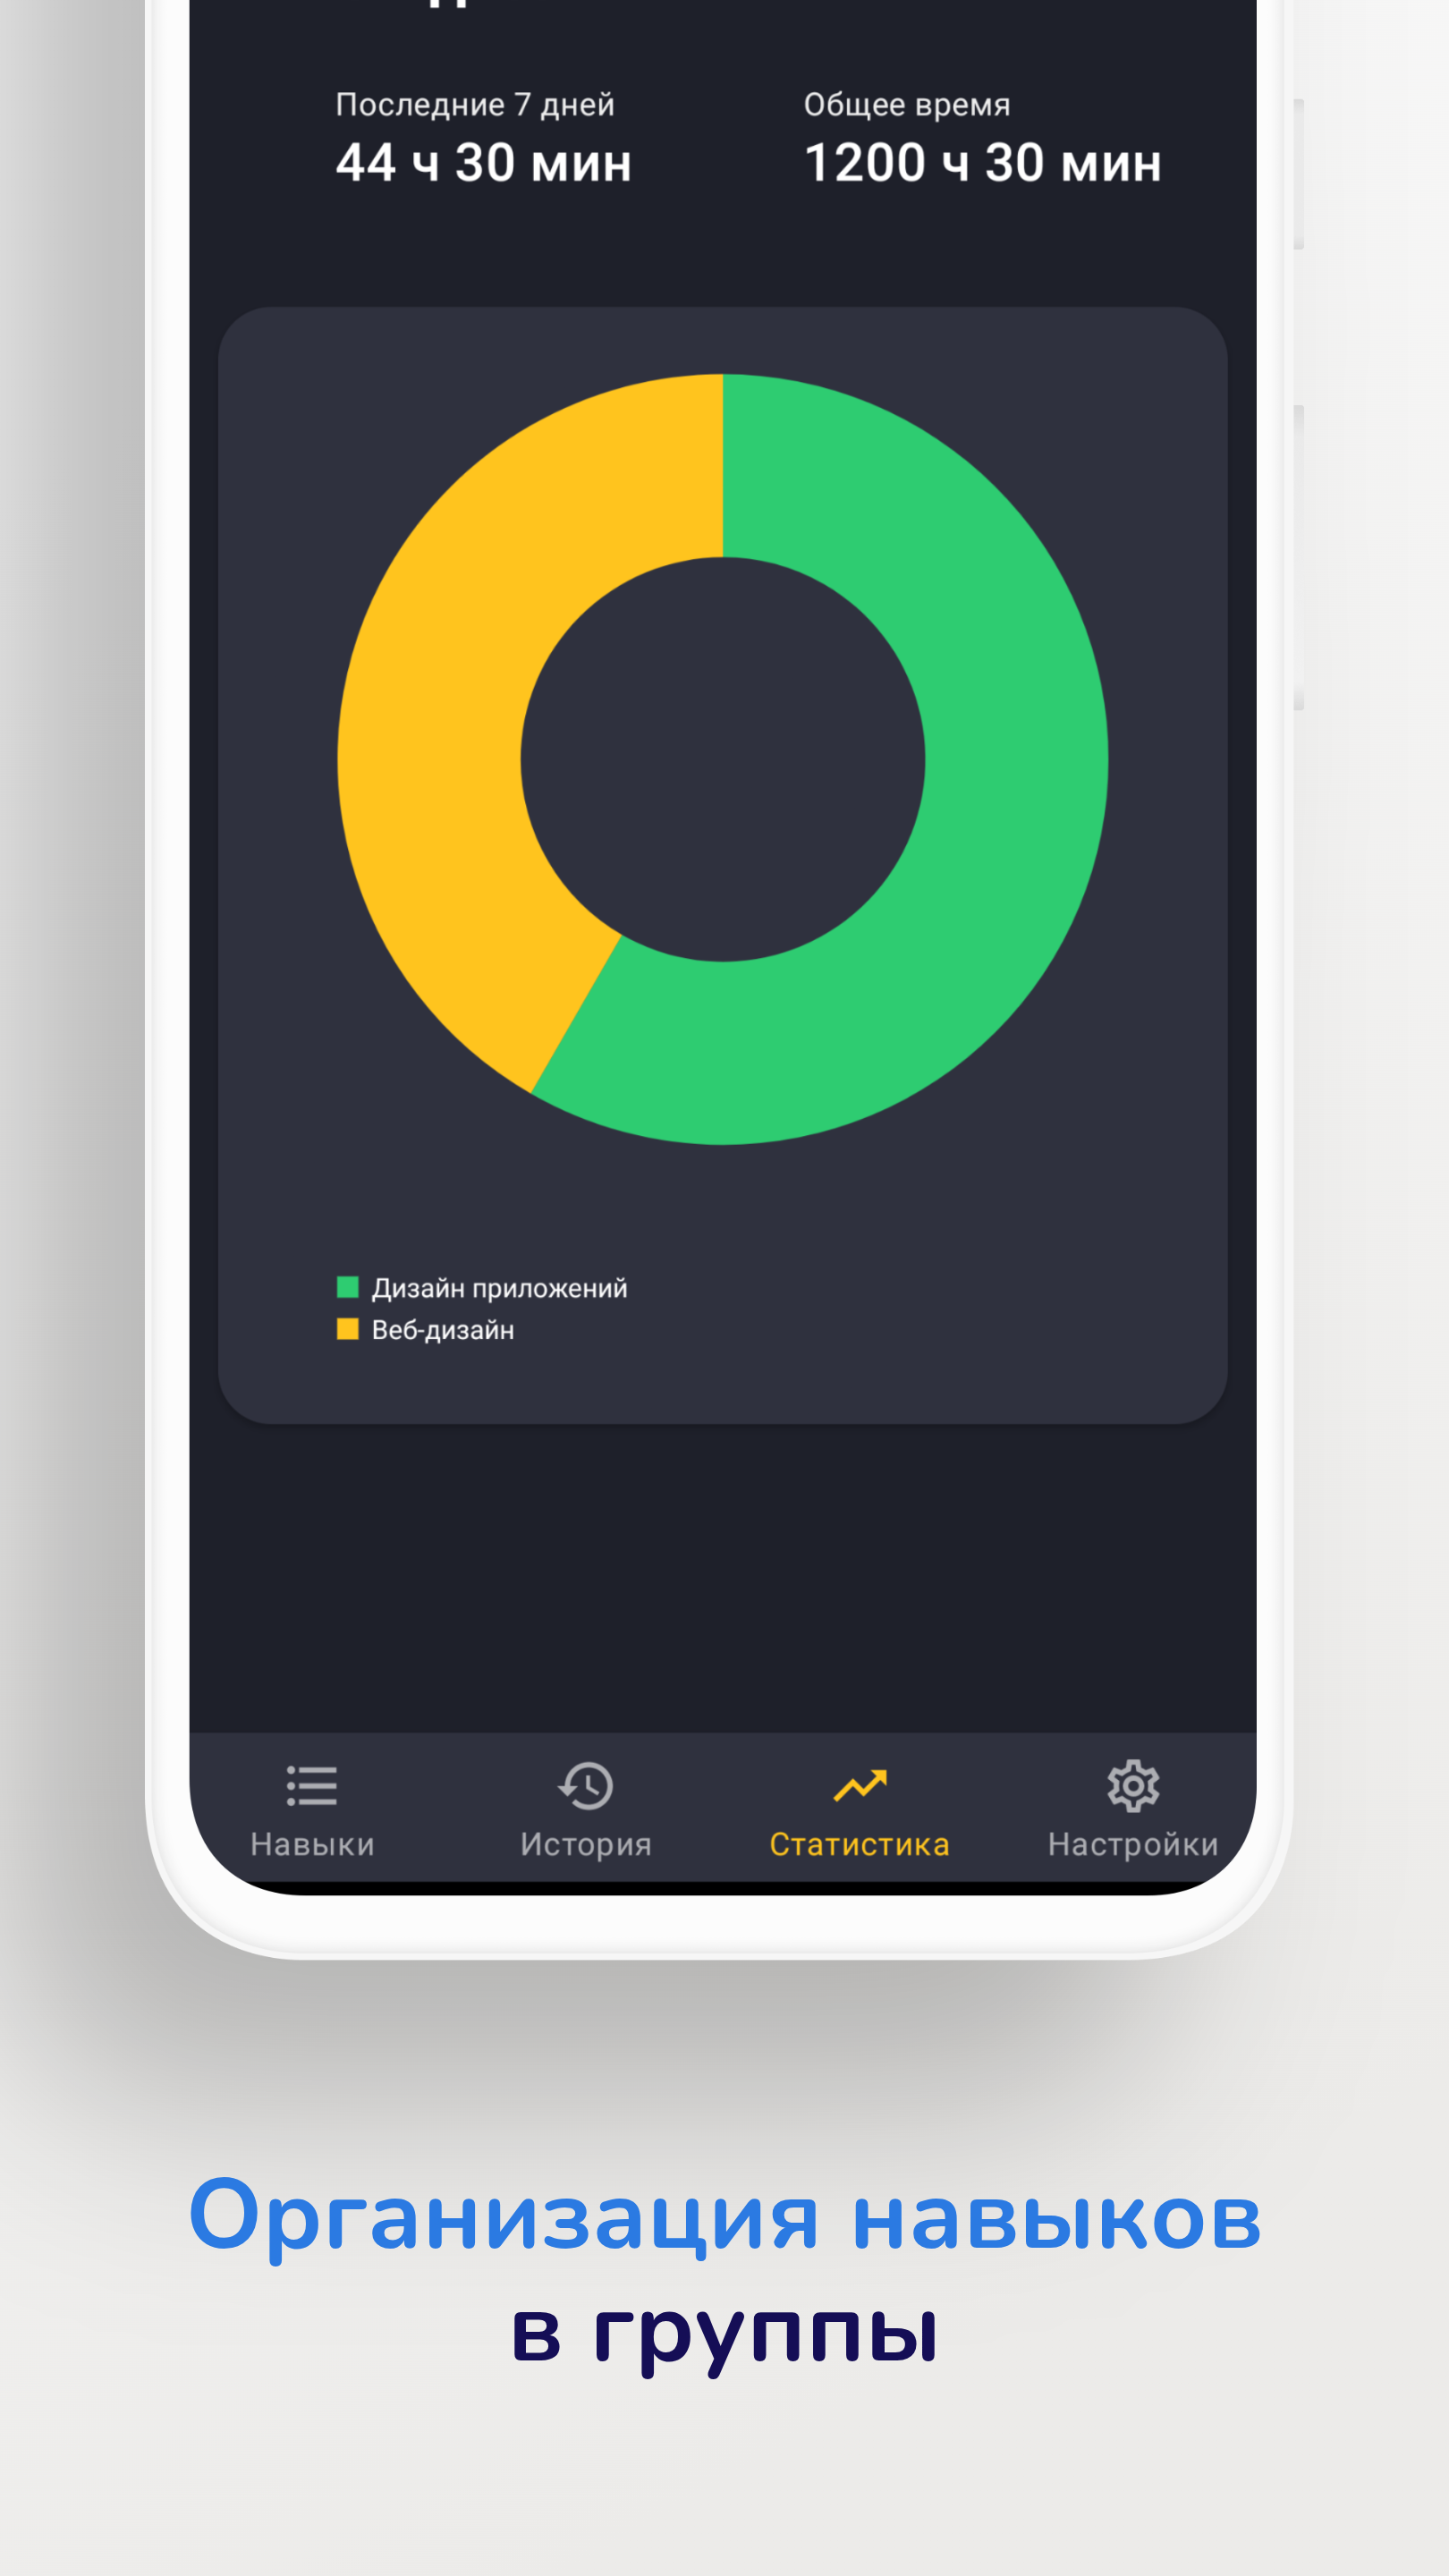 Последние 7 дней
44 ч 30 мин
Общее время
1200 ч 30 мин
Дизайн приложений
Веб-дизайн
Навыки
История
Статистика
Настройки
Организация навыков
в группы